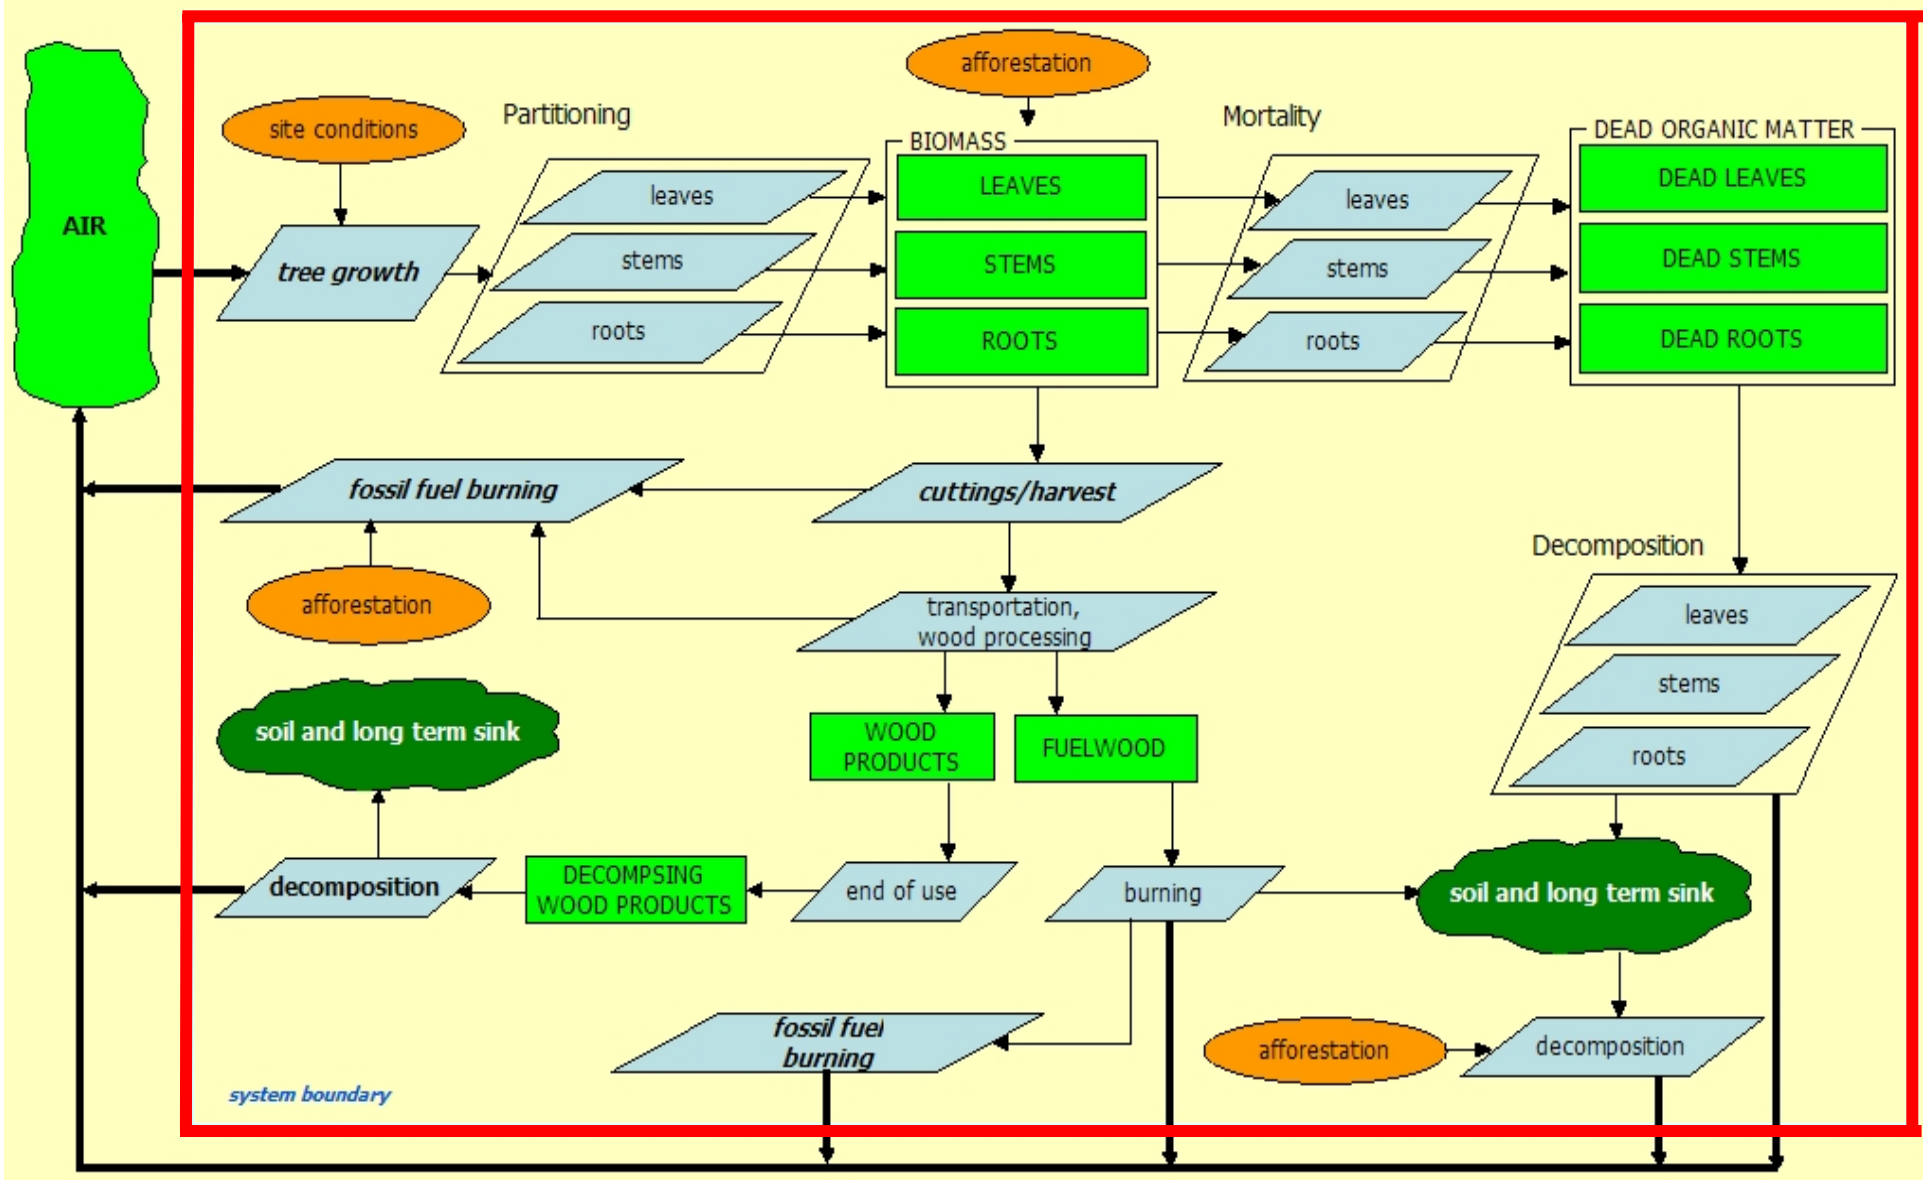 afforestation
site conditions
Partitioning
Mortality
BIOMASS
DEAD ORGANIC MATTER
AIR
tree growth
leaves
stems
roots
LEAVES
STEMS
ROOTS
leaves
stems
roots
DEAD LEAVES
DEAD STEMS
DEAD ROOTS
fossil fuel burning
cuttings/harvest
afforestation
transportation,
wood processing
Decomposition
leaves
stems
roots
soil and long term sink
WOOD
PRODUCTS
FUELWOOD
decomposition
DECOMPSING
WOOD PRODUCTS
end of use
burning
soil and long term sink
fossil fuel
burning
afforestation
decomposition
system boundary